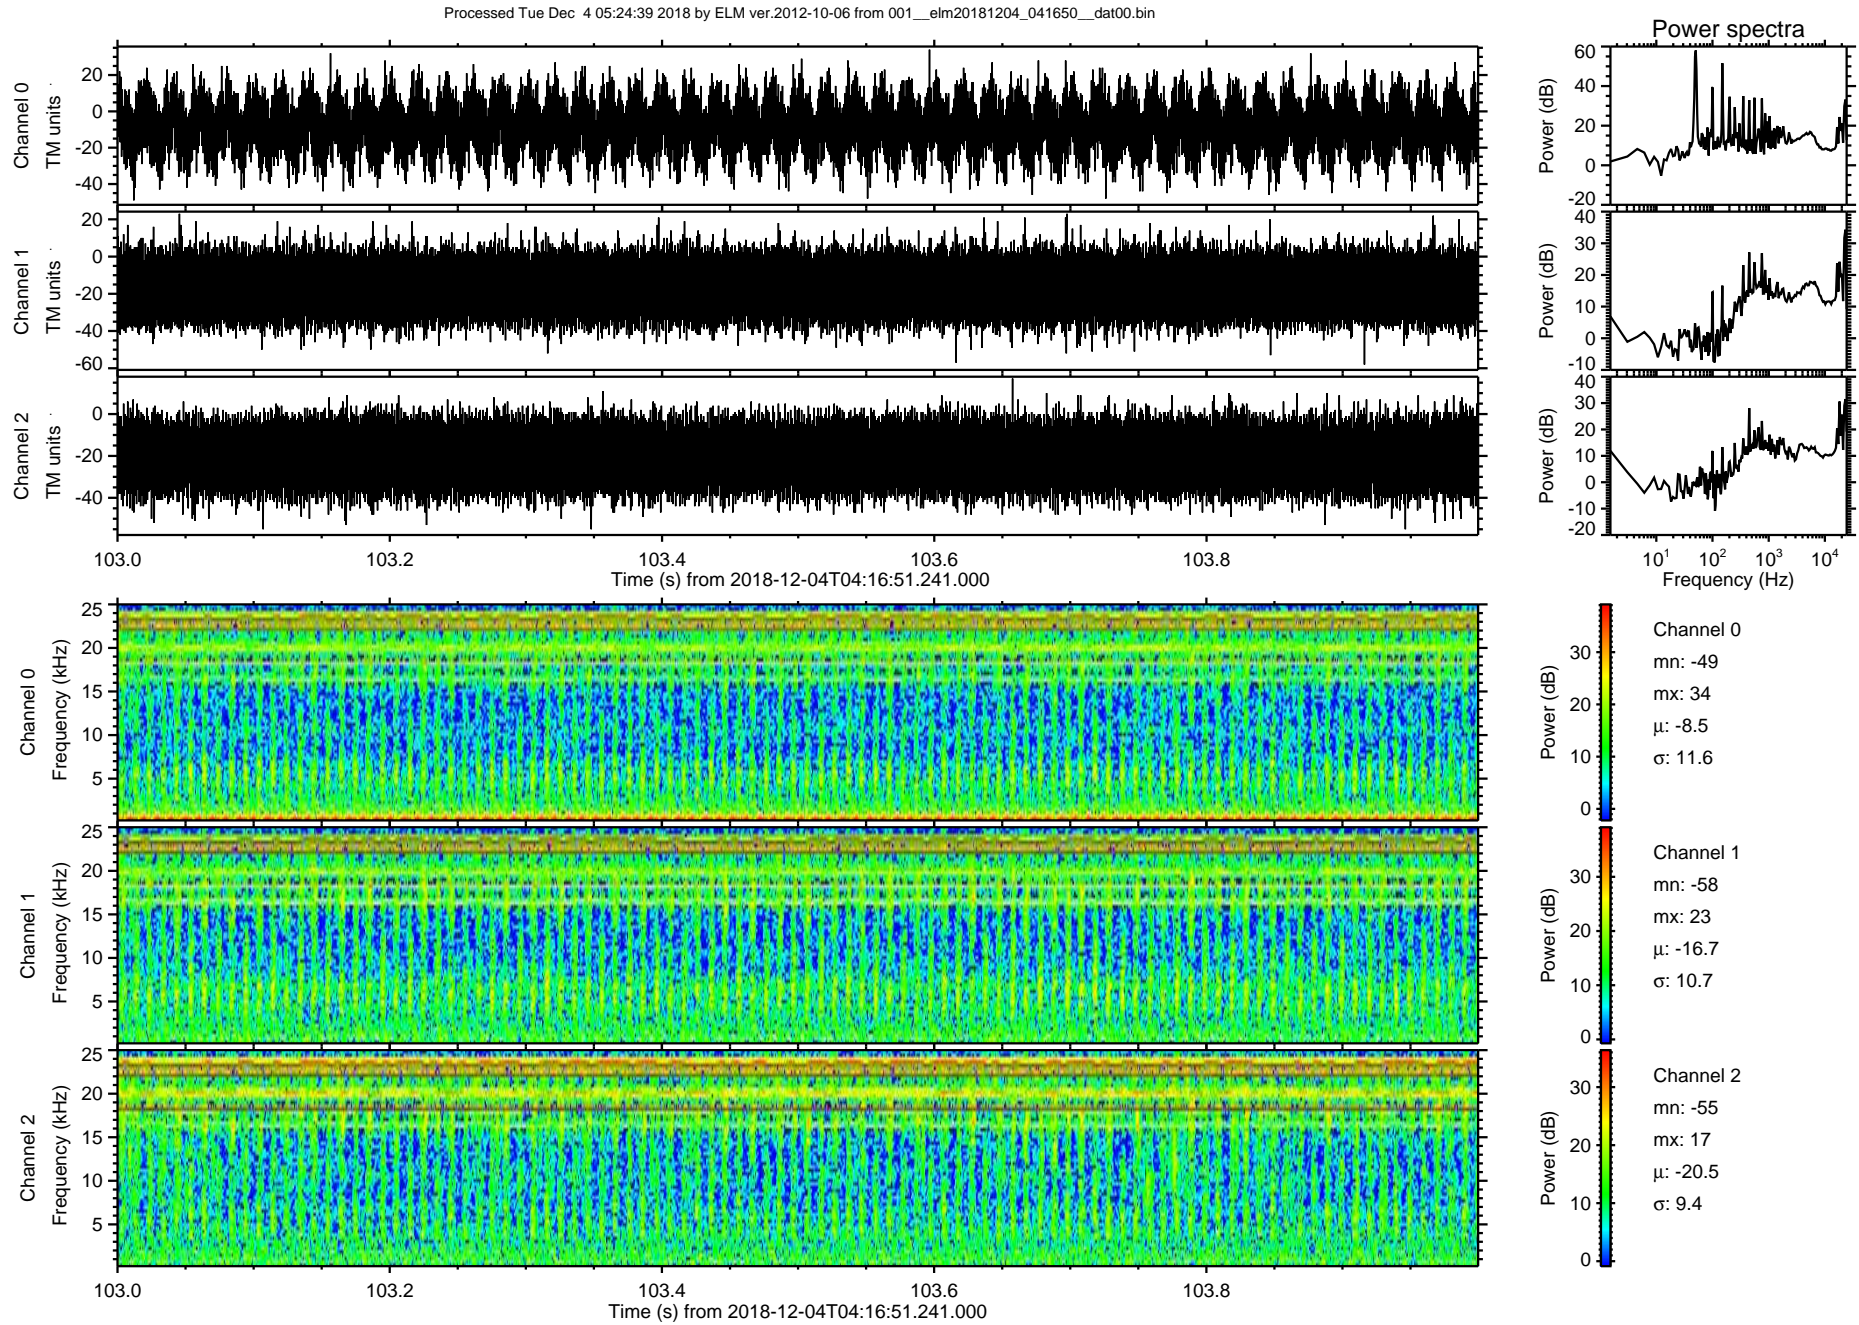 Processed Tue Dec  4 05:24:39 2018 by ELM ver.2012-10-06 from 001__elm20181204_041650__dat00.bin
Power spectra
Channel 0
TM units
20
0
-20
-40
Power (dB)
60
40
20
0
-20
Channel 1
TM units
20
0
-20
-40
-60
Power (dB)
40
30
20
10
0
-10
Channel 2
TM units
0
-20
-40
Power (dB)
40
30
20
10
0
-10
-20
103.0 103.2 103.4 103.6 103.8
Time (s) from 2018-12-04T04:16:51.241.000
10^1 10^2 10^3 10^4
Frequency (Hz)
Channel 0
Frequency (kHz)
25
20
15
10
5
Power (dB)
30
20
10
0
Channel 0
mn: -49
mx: 34
μ: -8.5
σ: 11.6
Channel 1
Frequency (kHz)
25
20
15
10
5
Power (dB)
30
20
10
0
Channel 1
mn: -58
mx: 23
μ: -16.7
σ: 10.7
Channel 2
Frequency (kHz)
25
20
15
10
5
Power (dB)
30
20
10
0
Channel 2
mn: -55
mx: 17
μ: -20.5
σ: 9.4
103.0 103.2 103.4 103.6 103.8
Time (s) from 2018-12-04T04:16:51.241.000